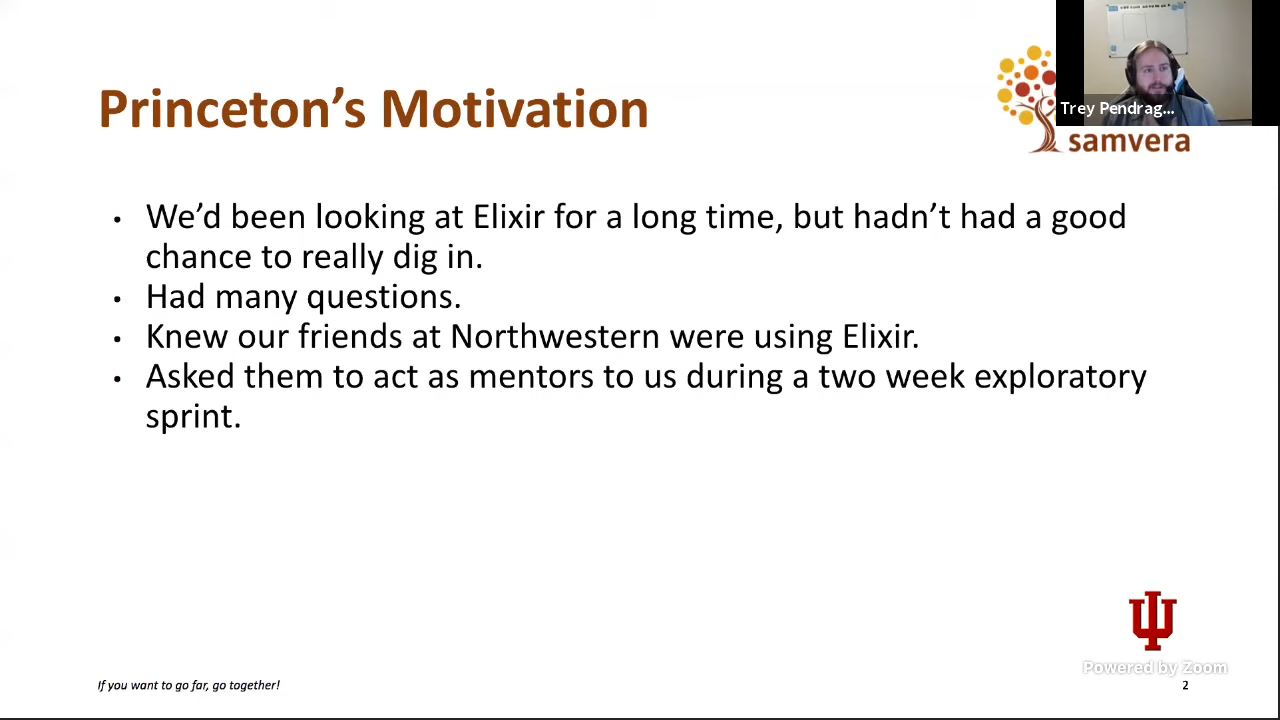 Princeton’s Motivation
Trey Pendrag...
samvera
• We’d been looking at Elixir for a long time, but hadn’t had a good
chance to really dig in.
• Had many questions.
• Knew our friends at Northwestern were using Elixir.
• Asked them to act as mentors to us during a two week exploratory
sprint.
Powered by Zoom
If you want to go far, go together!
2